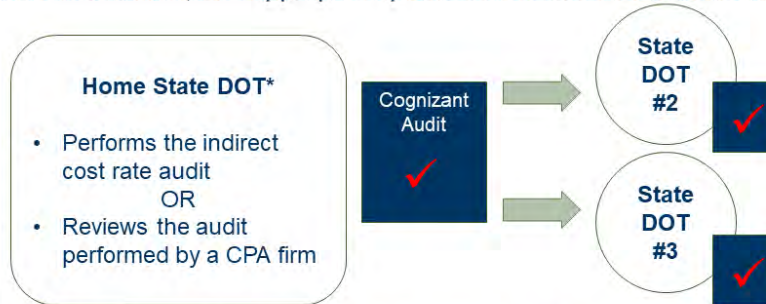 Home State DOT*
• Performs the indirect
cost rate audit
OR
• Reviews the audit
performed by a CPA firm
Cognizant
Audit
State
DOT
#2
State
DOT
#3